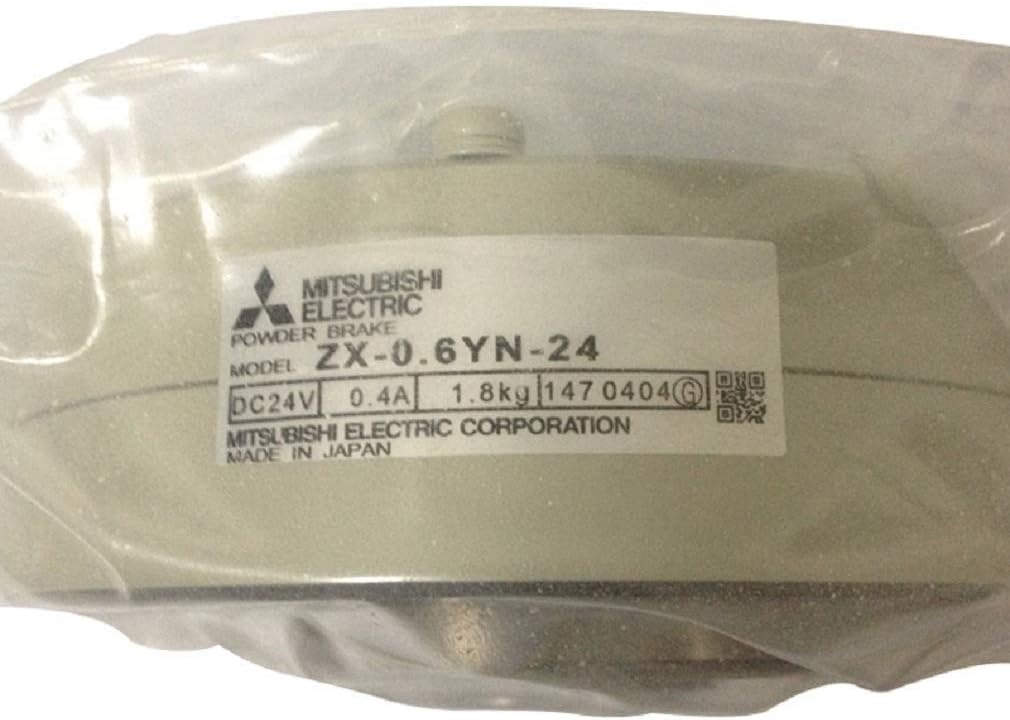 MITSUBISHI
ELECTRIC
POWDER BRAKE
MODEL ZX-0.6YN-24
DC24V 0.4A 1.8kg 147 0404 Ⓖ
MITSUBISHI ELECTRIC CORPORATION
MADE IN JAPAN